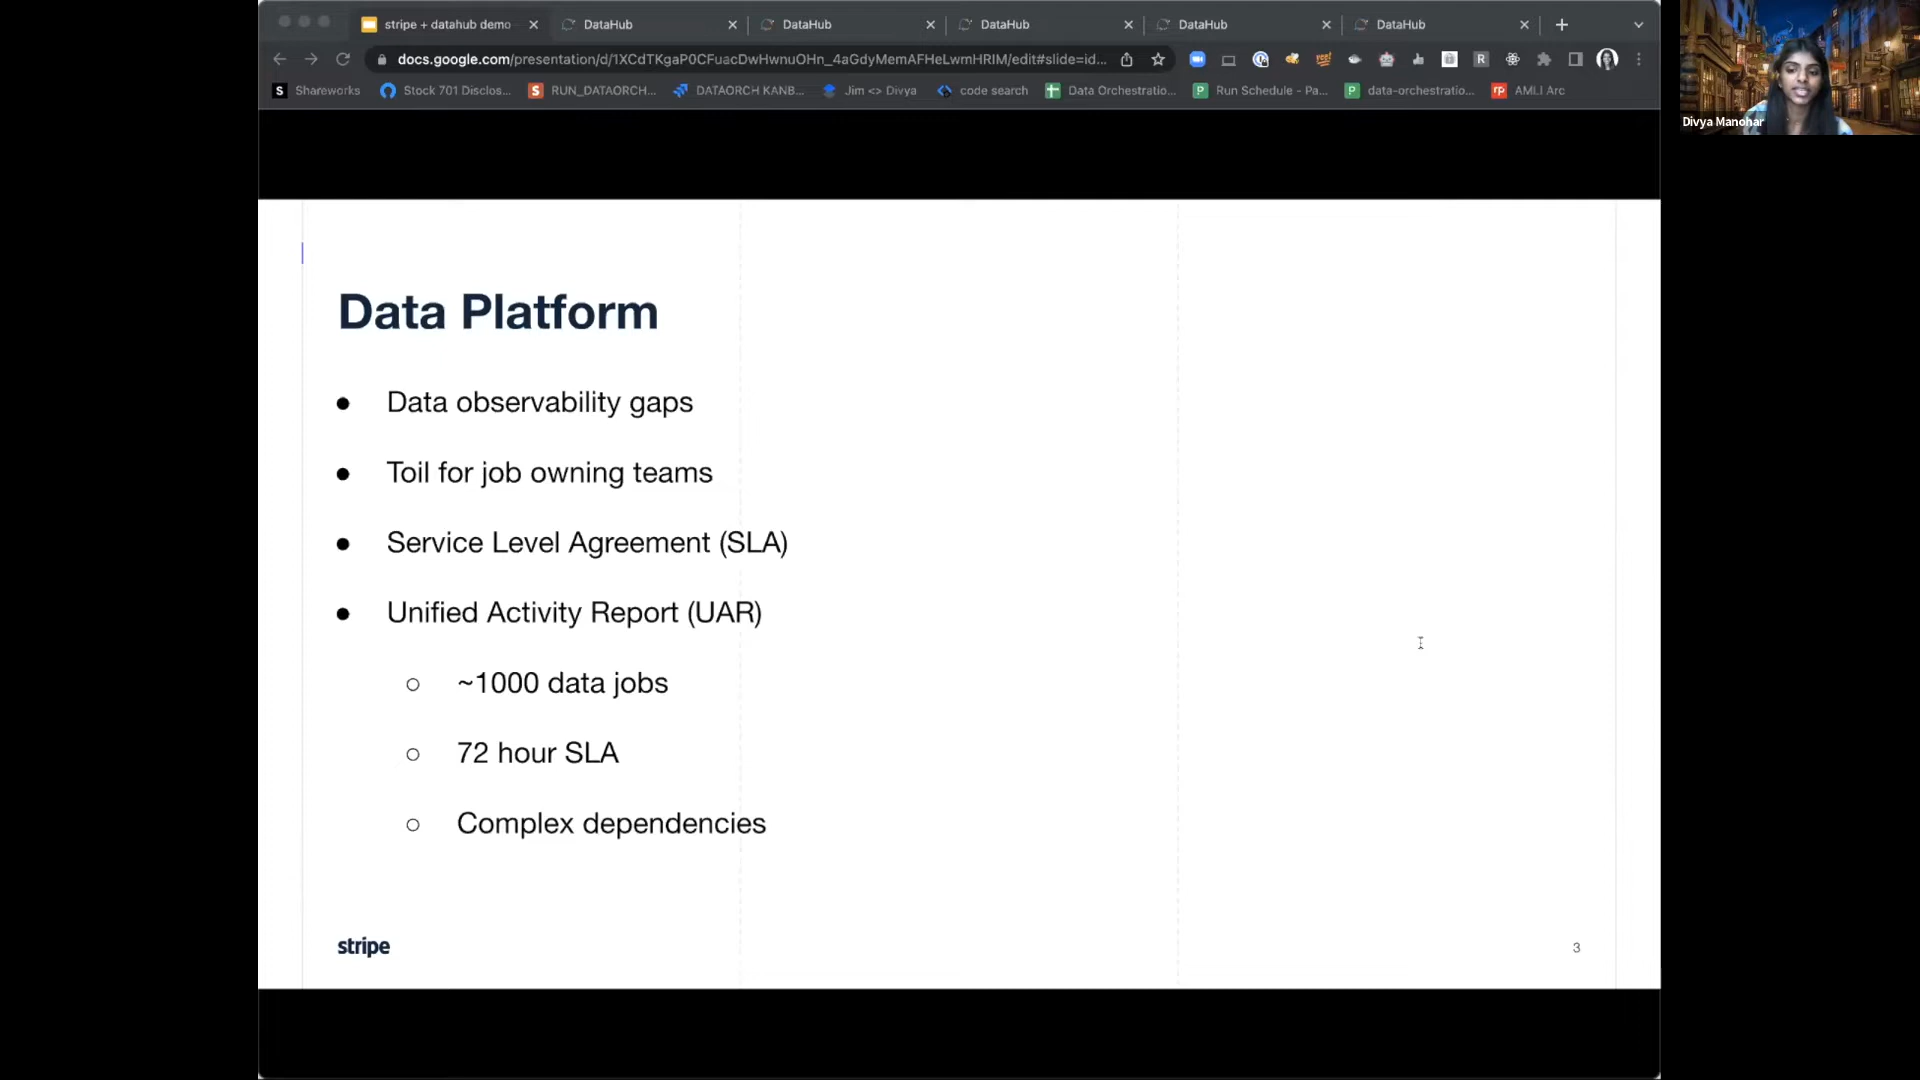 stripe + datahub demo
DataHub
DataHub
DataHub
DataHub
DataHub
docs.google.com/presentation/d/1XCdTKgaP0CFuacDwHwnuOHn_4aGdyMemAFHeLwmHRIM/edit#slide=id...
Shareworks
Stock 701 Disclos...
RUN_DATAORCH...
DATAORCH KANB...
Jim <> Divya
code search
Data Orchestratio...
Run Schedule - Pa...
data-orchestratio...
AMLI Arc
Divya Manohar
Data Platform
● Data observability gaps
● Toil for job owning teams
● Service Level Agreement (SLA)
● Unified Activity Report (UAR)
○ ~1000 data jobs
○ 72 hour SLA
○ Complex dependencies
stripe
3